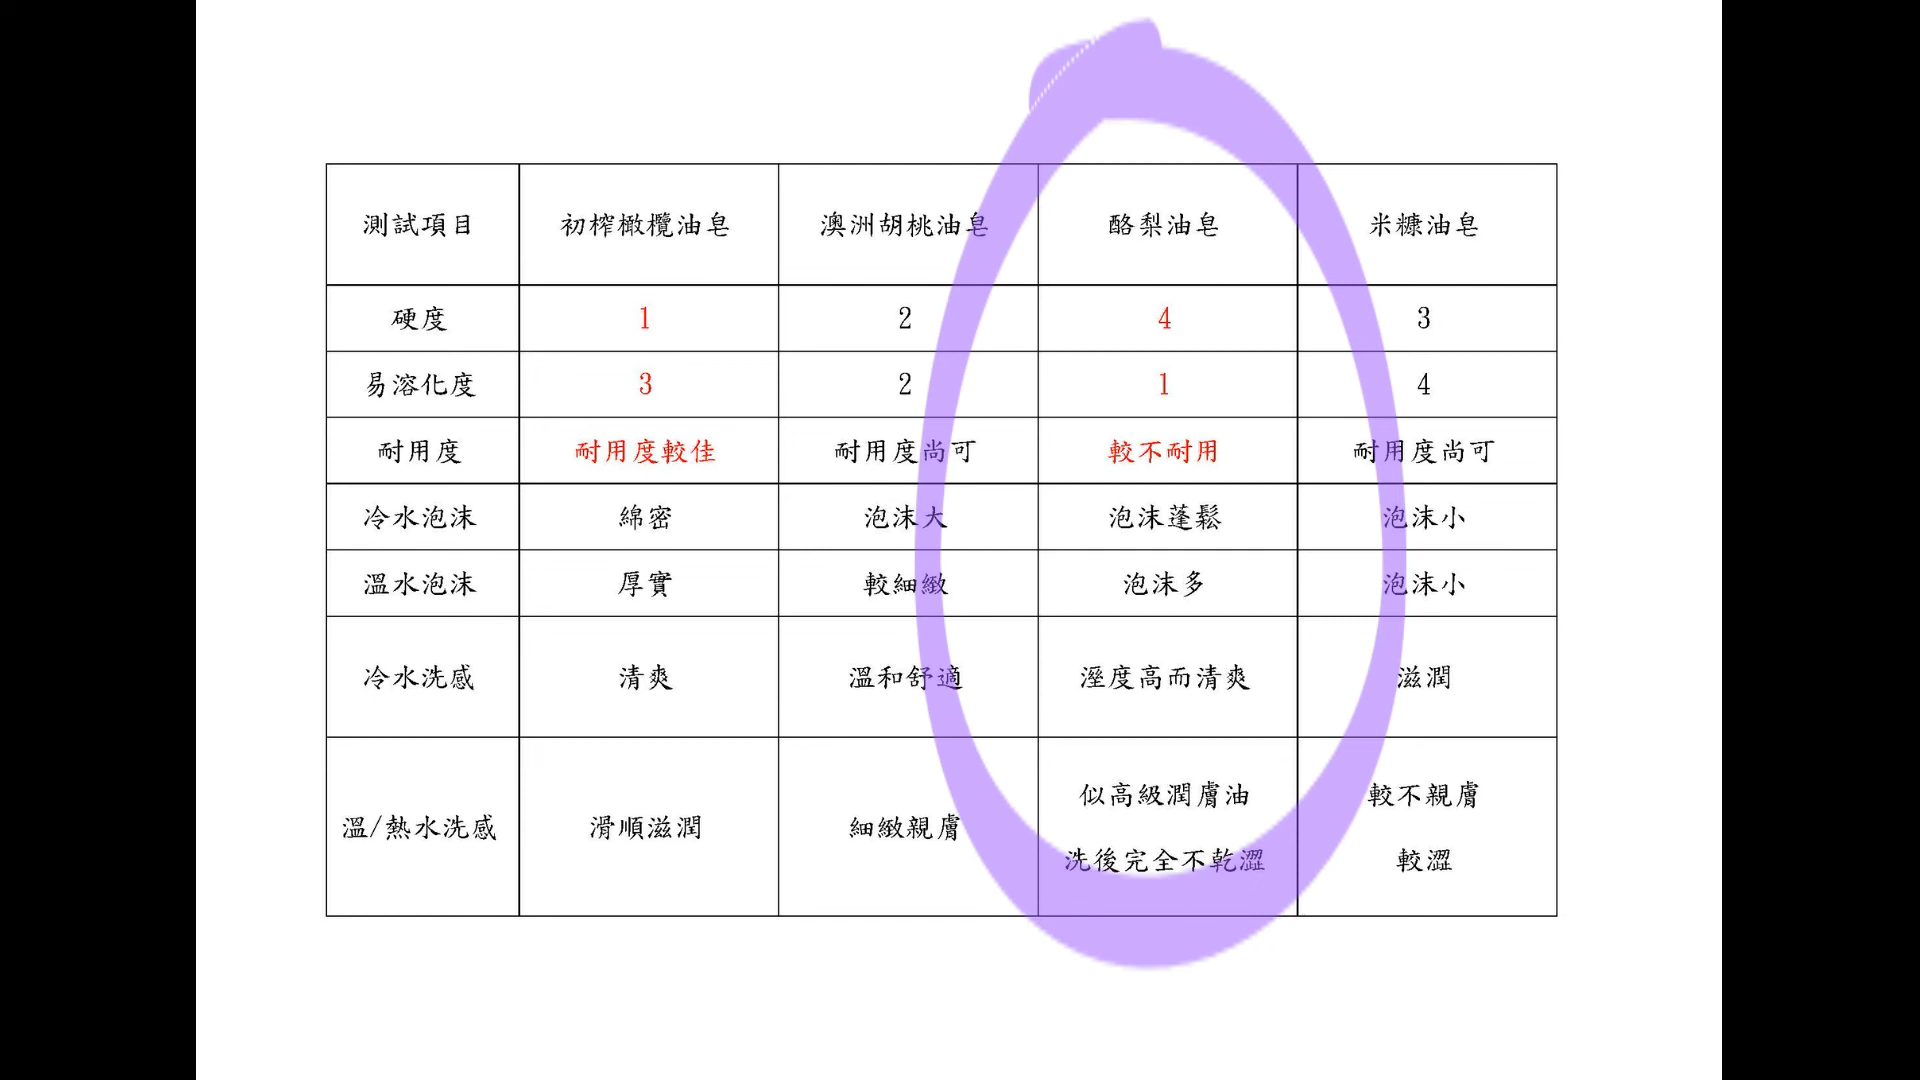 測試項目 初榨橄欖油皂 澳洲胡桃油皂 酪梨油皂 米糠油皂
硬度 1 2 4 3
易溶化度 3 2 1 4
耐用度 耐用度較佳 耐用度尚可 較不耐用 耐用度尚可
冷水泡沫 綿密 泡沫大 泡沫蓬鬆 泡沫小
溫水泡沫 厚實 較細緻 泡沫多 泡沫小
冷水洗感 清爽 溫和舒適 溼度高而清爽 滋潤
溫/熱水洗感 滑順滋潤 細緻親膚 似高級潤膚油 較不親膚
洗後完全不乾澀 較澀